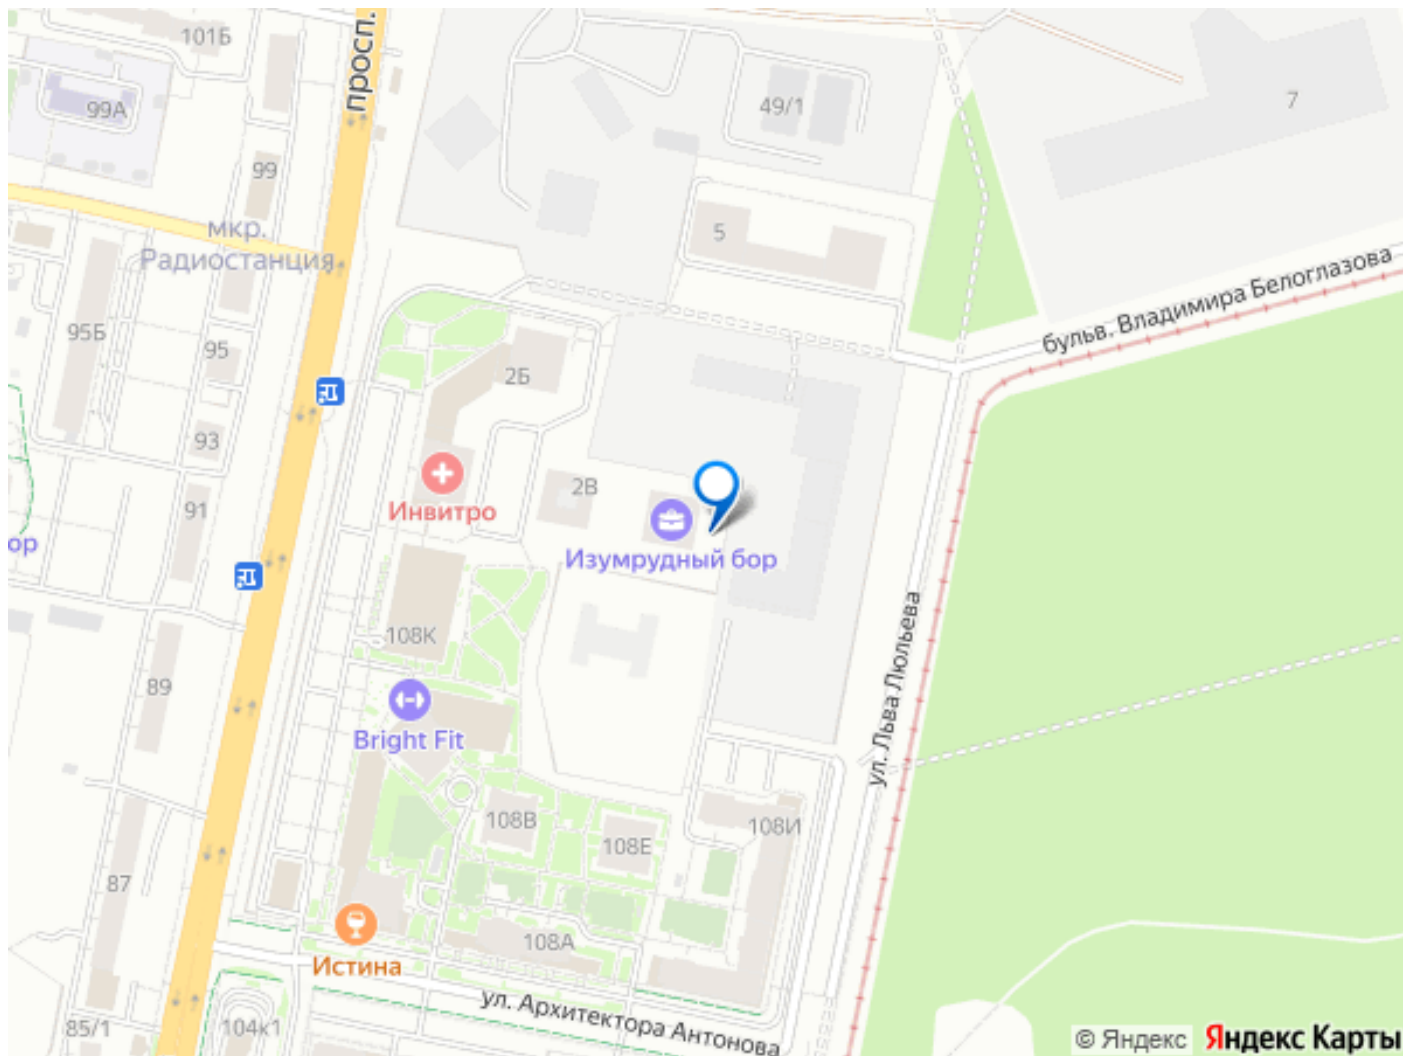 101Б
просп.
99А
49/1
7
99
мкр.
Радиостанция
5
бульв. Владимира Белоглазова
95Б
95
2Б
93
Инвитро
2В
91
ор
Изумрудный бор
108К
ул. Льва Люльева
89
Bright Fit
108В
108Е
108И
87
Истина
108А
ул. Архитектора Антонова
85/1
104к1
© Яндекс Яндекс Карты